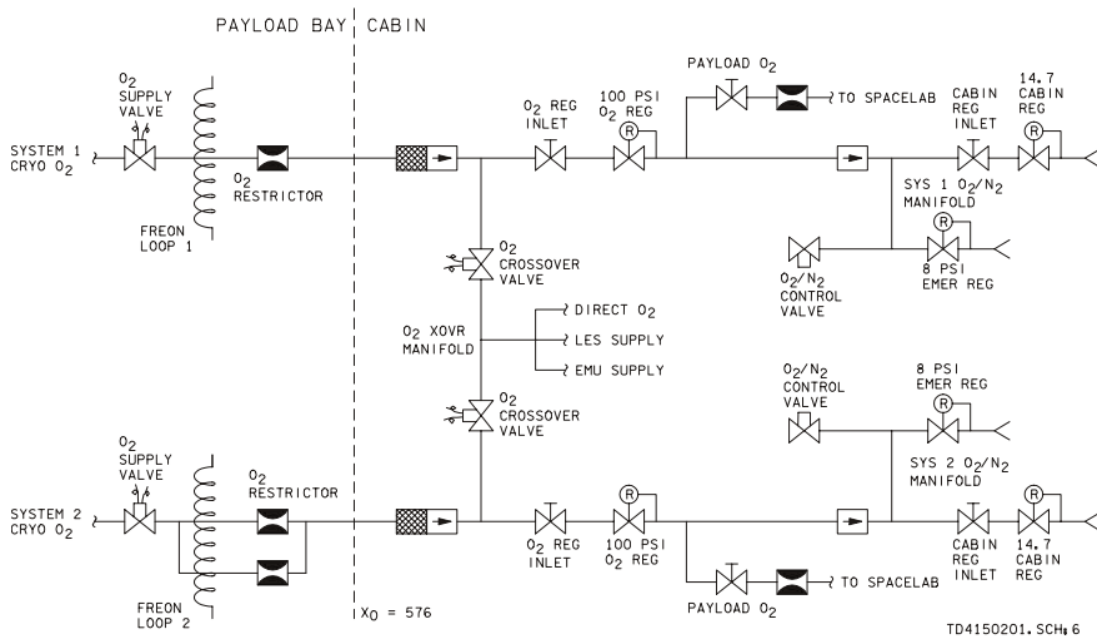 PAYLOAD BAY
CABIN
O2
SUPPLY
VALVE
SYSTEM 1
CRYO O2
FREON
LOOP 1
O2
RESTRICTOR
O2 REG
INLET
100 PSI
O2 REG
R
PAYLOAD O2
TO SPACELAB
CABIN
REG
INLET
14.7
CABIN
REG
R
SYS 1 O2/N2
MANIFOLD
R
8 PSI
EMER REG
O2/N2
CONTROL
VALVE
O2
CROSSOVER
VALVE
O2 XOVR
MANIFOLD
DIRECT O2
LES SUPPLY
EMU SUPPLY
O2
CROSSOVER
VALVE
O2/N2
CONTROL
VALVE
8 PSI
EMER REG
R
SYS 2 O2/N2
MANIFOLD
O2
SUPPLY
VALVE
SYSTEM 2
CRYO O2
O2
RESTRICTOR
FREON
LOOP 2
O2 REG
INLET
R
100 PSI
O2 REG
PAYLOAD O2
TO SPACELAB
CABIN
REG
INLET
R
14.7
CABIN
REG
XO = 576
TD4150201.SCH;6